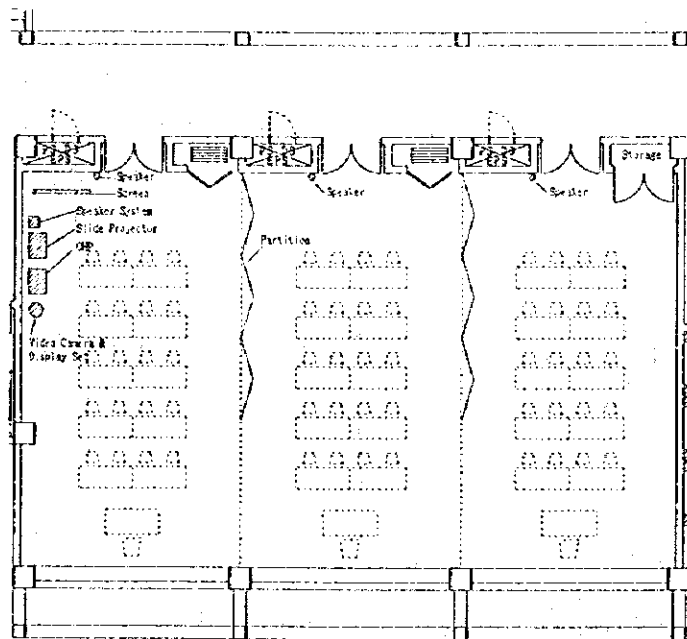 Storage
Speaker
Screen
Speaker
Speaker
Speaker System
Slide Projector
OHP
Partition
Video Camera &
Display Set